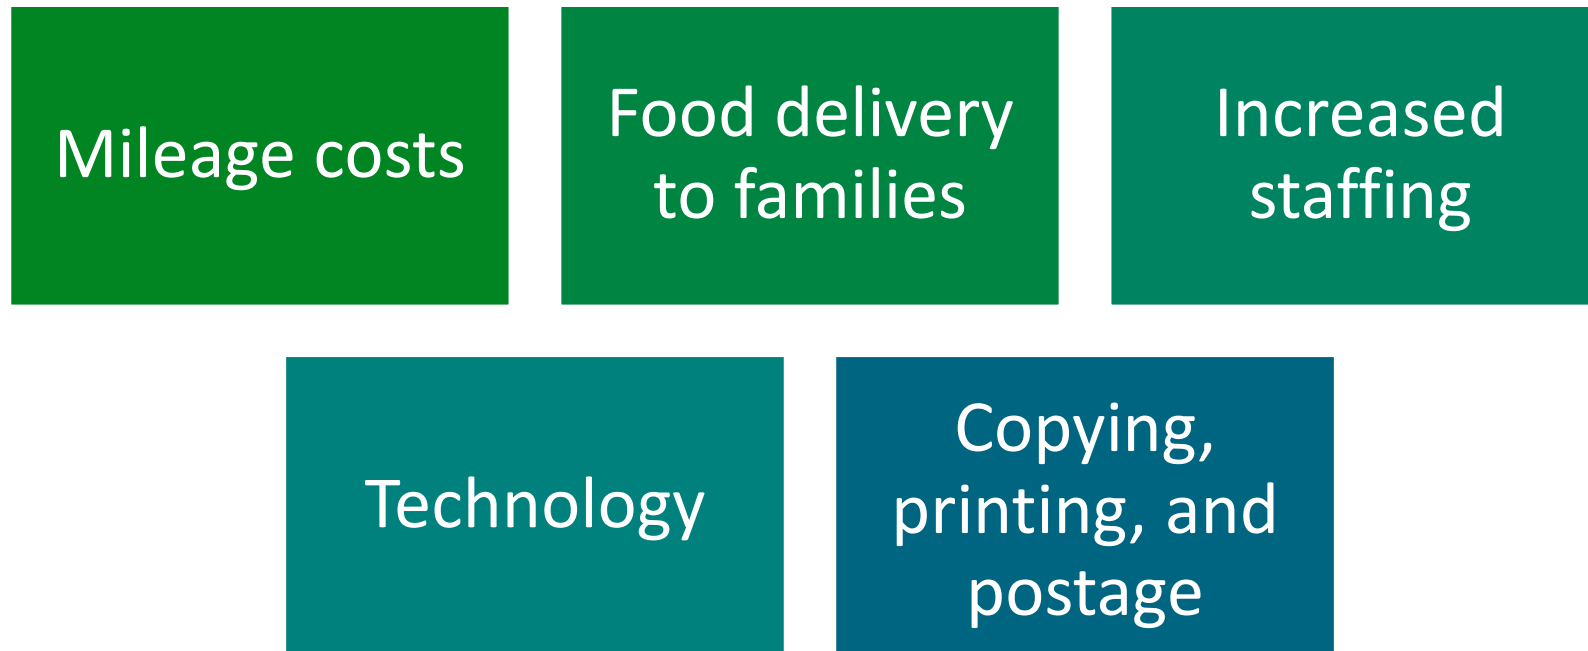 Mileage costs
Food delivery
to families
Increased
staffing
Technology
Copying,
printing, and
postage